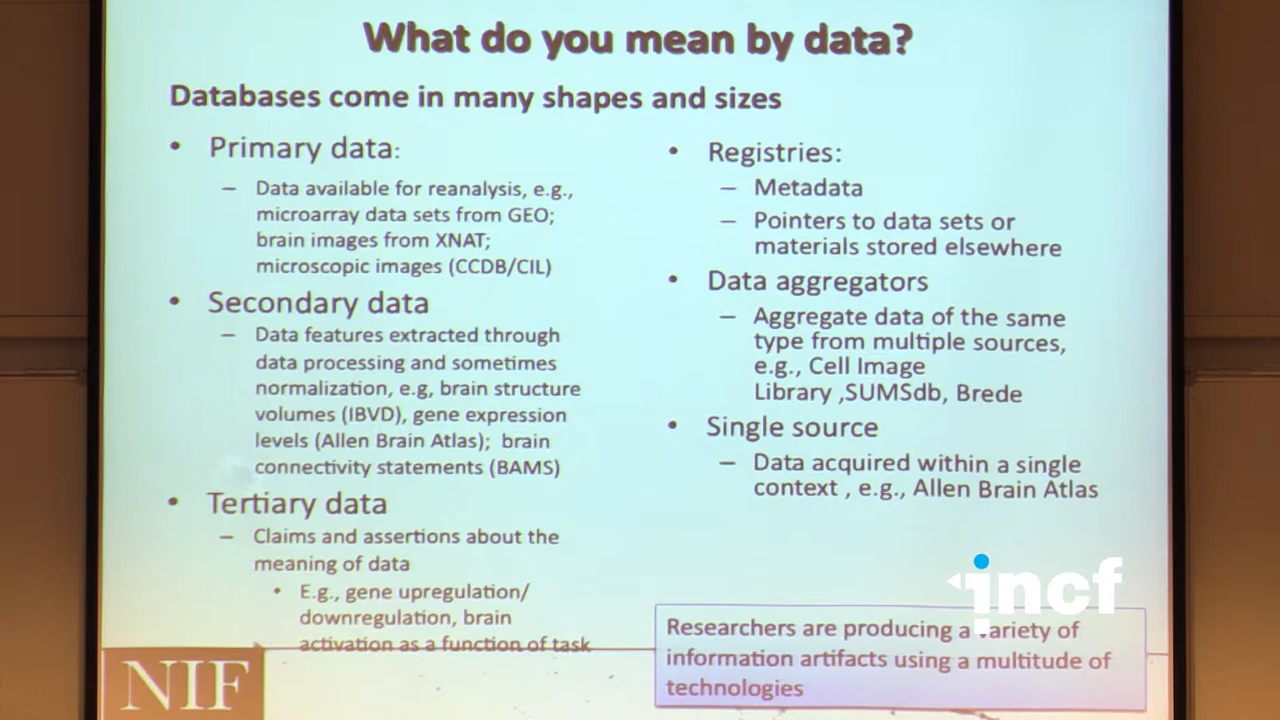 What do you mean by data?
Databases come in many shapes and sizes
• Primary data:
– Data available for reanalysis, e.g.,
microarray data sets from GEO;
brain images from XNAT;
microscopic images (CCDB/CIL)
• Secondary data
– Data features extracted through
data processing and sometimes
normalization, e.g, brain structure
volumes (IBVD), gene expression
levels (Allen Brain Atlas); brain
connectivity statements (BAMS)
• Tertiary data
– Claims and assertions about the
meaning of data
• E.g., gene upregulation/
downregulation, brain
activation as a function of task
• Registries:
– Metadata
– Pointers to data sets or
materials stored elsewhere
• Data aggregators
– Aggregate data of the same
type from multiple sources,
e.g., Cell Image
Library ,SUMSdb, Brede
• Single source
– Data acquired within a single
context , e.g., Allen Brain Atlas
incf
Researchers are producing a variety of
information artifacts using a multitude of
technologies
NIF